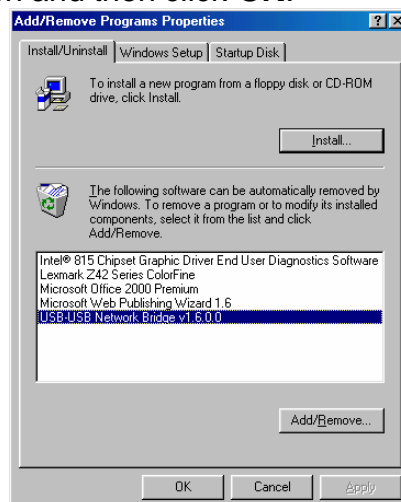 and then click OK.
Add/Remove Programs Properties
Install/Uninstall Windows Setup Startup Disk
To install a new program from a floppy disk or CD-ROM
drive, click Install.
Install...
The following software can be automatically removed by
Windows. To remove a program or to modify its installed
components, select it from the list and click
Add/Remove.
Intel® 815 Chipset Graphic Driver End User Diagnostics Software
Lexmark Z42 Series ColorFine
Microsoft Office 2000 Premium
Microsoft Web Publishing Wizard 1.6
USB-USB Network Bridge v1.6.0.0
Add/Remove...
OK Cancel Apply